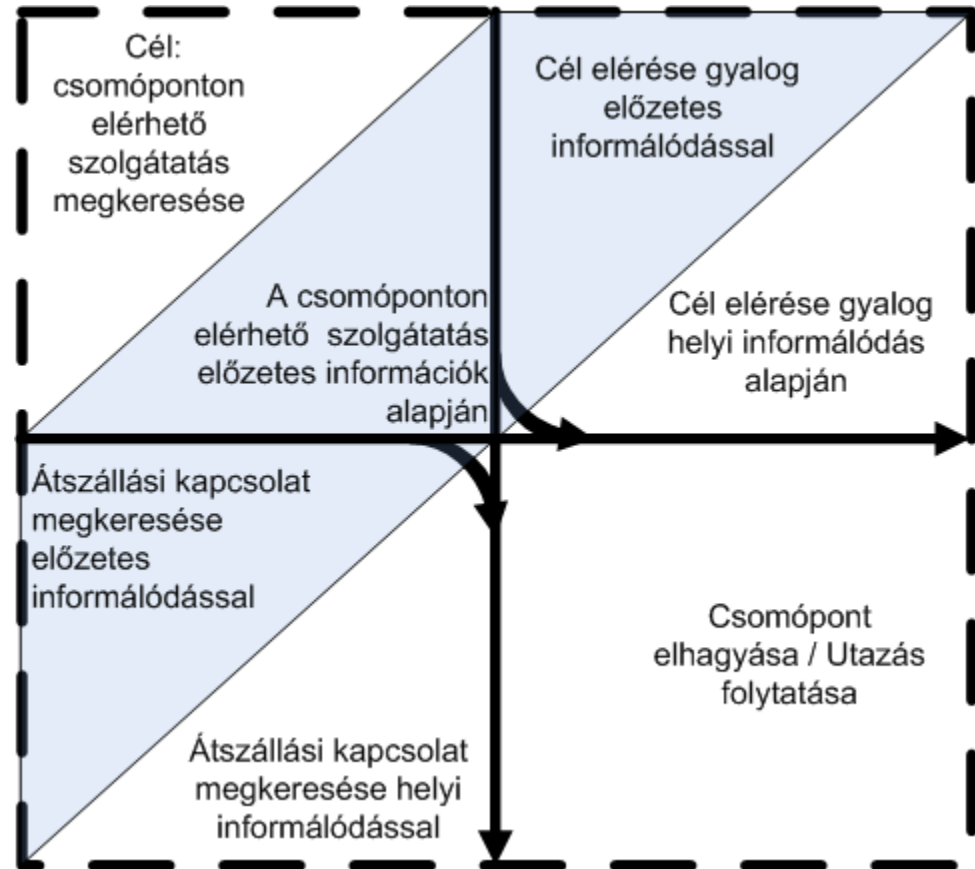 Cél:
csomóponton
elérhető
szolgátatás
megkeresése
Cél elérése gyalog
előzetes
informálódással
A csomóponton
elérhető szolgátatás
előzetes információk
alapján
Cél elérése gyalog
helyi informálódás
alapján
Átszállási kapcsolat
megkeresése
előzetes
informálódással
Csomópont
elhagyása / Utazás
folytatása
Átszállási kapcsolat
megkeresése helyi
informálódással